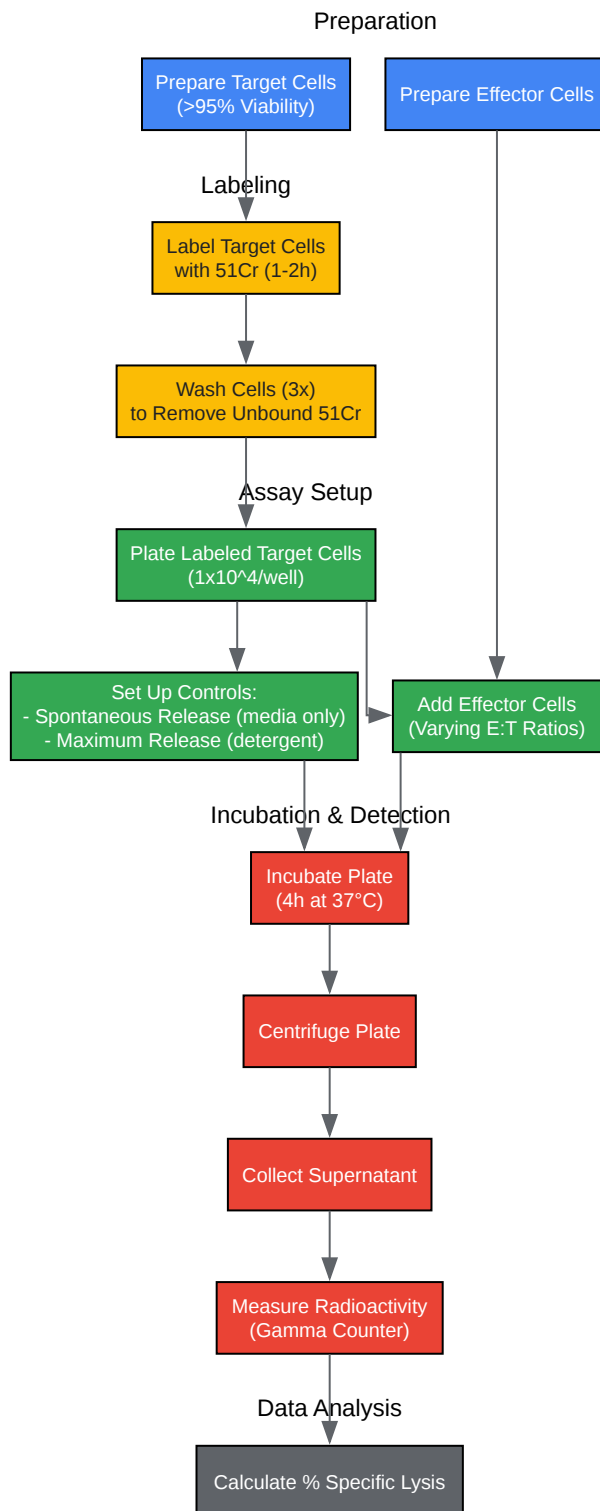 Preparation
Prepare Target Cells
(>95% Viability)
Prepare Effector Cells
Labeling
Label Target Cells
with 51Cr (1-2h)
Wash Cells (3x)
to Remove Unbound 51Cr
Assay Setup
Plate Labeled Target Cells
(1x10^4/well)
Set Up Controls:
- Spontaneous Release (media only)
- Maximum Release (detergent)
Add Effector Cells
(Varying E:T Ratios)
Incubation & Detection
Incubate Plate
(4h at 37°C)
Centrifuge Plate
Collect Supernatant
Measure Radioactivity
(Gamma Counter)
Data Analysis
Calculate % Specific Lysis